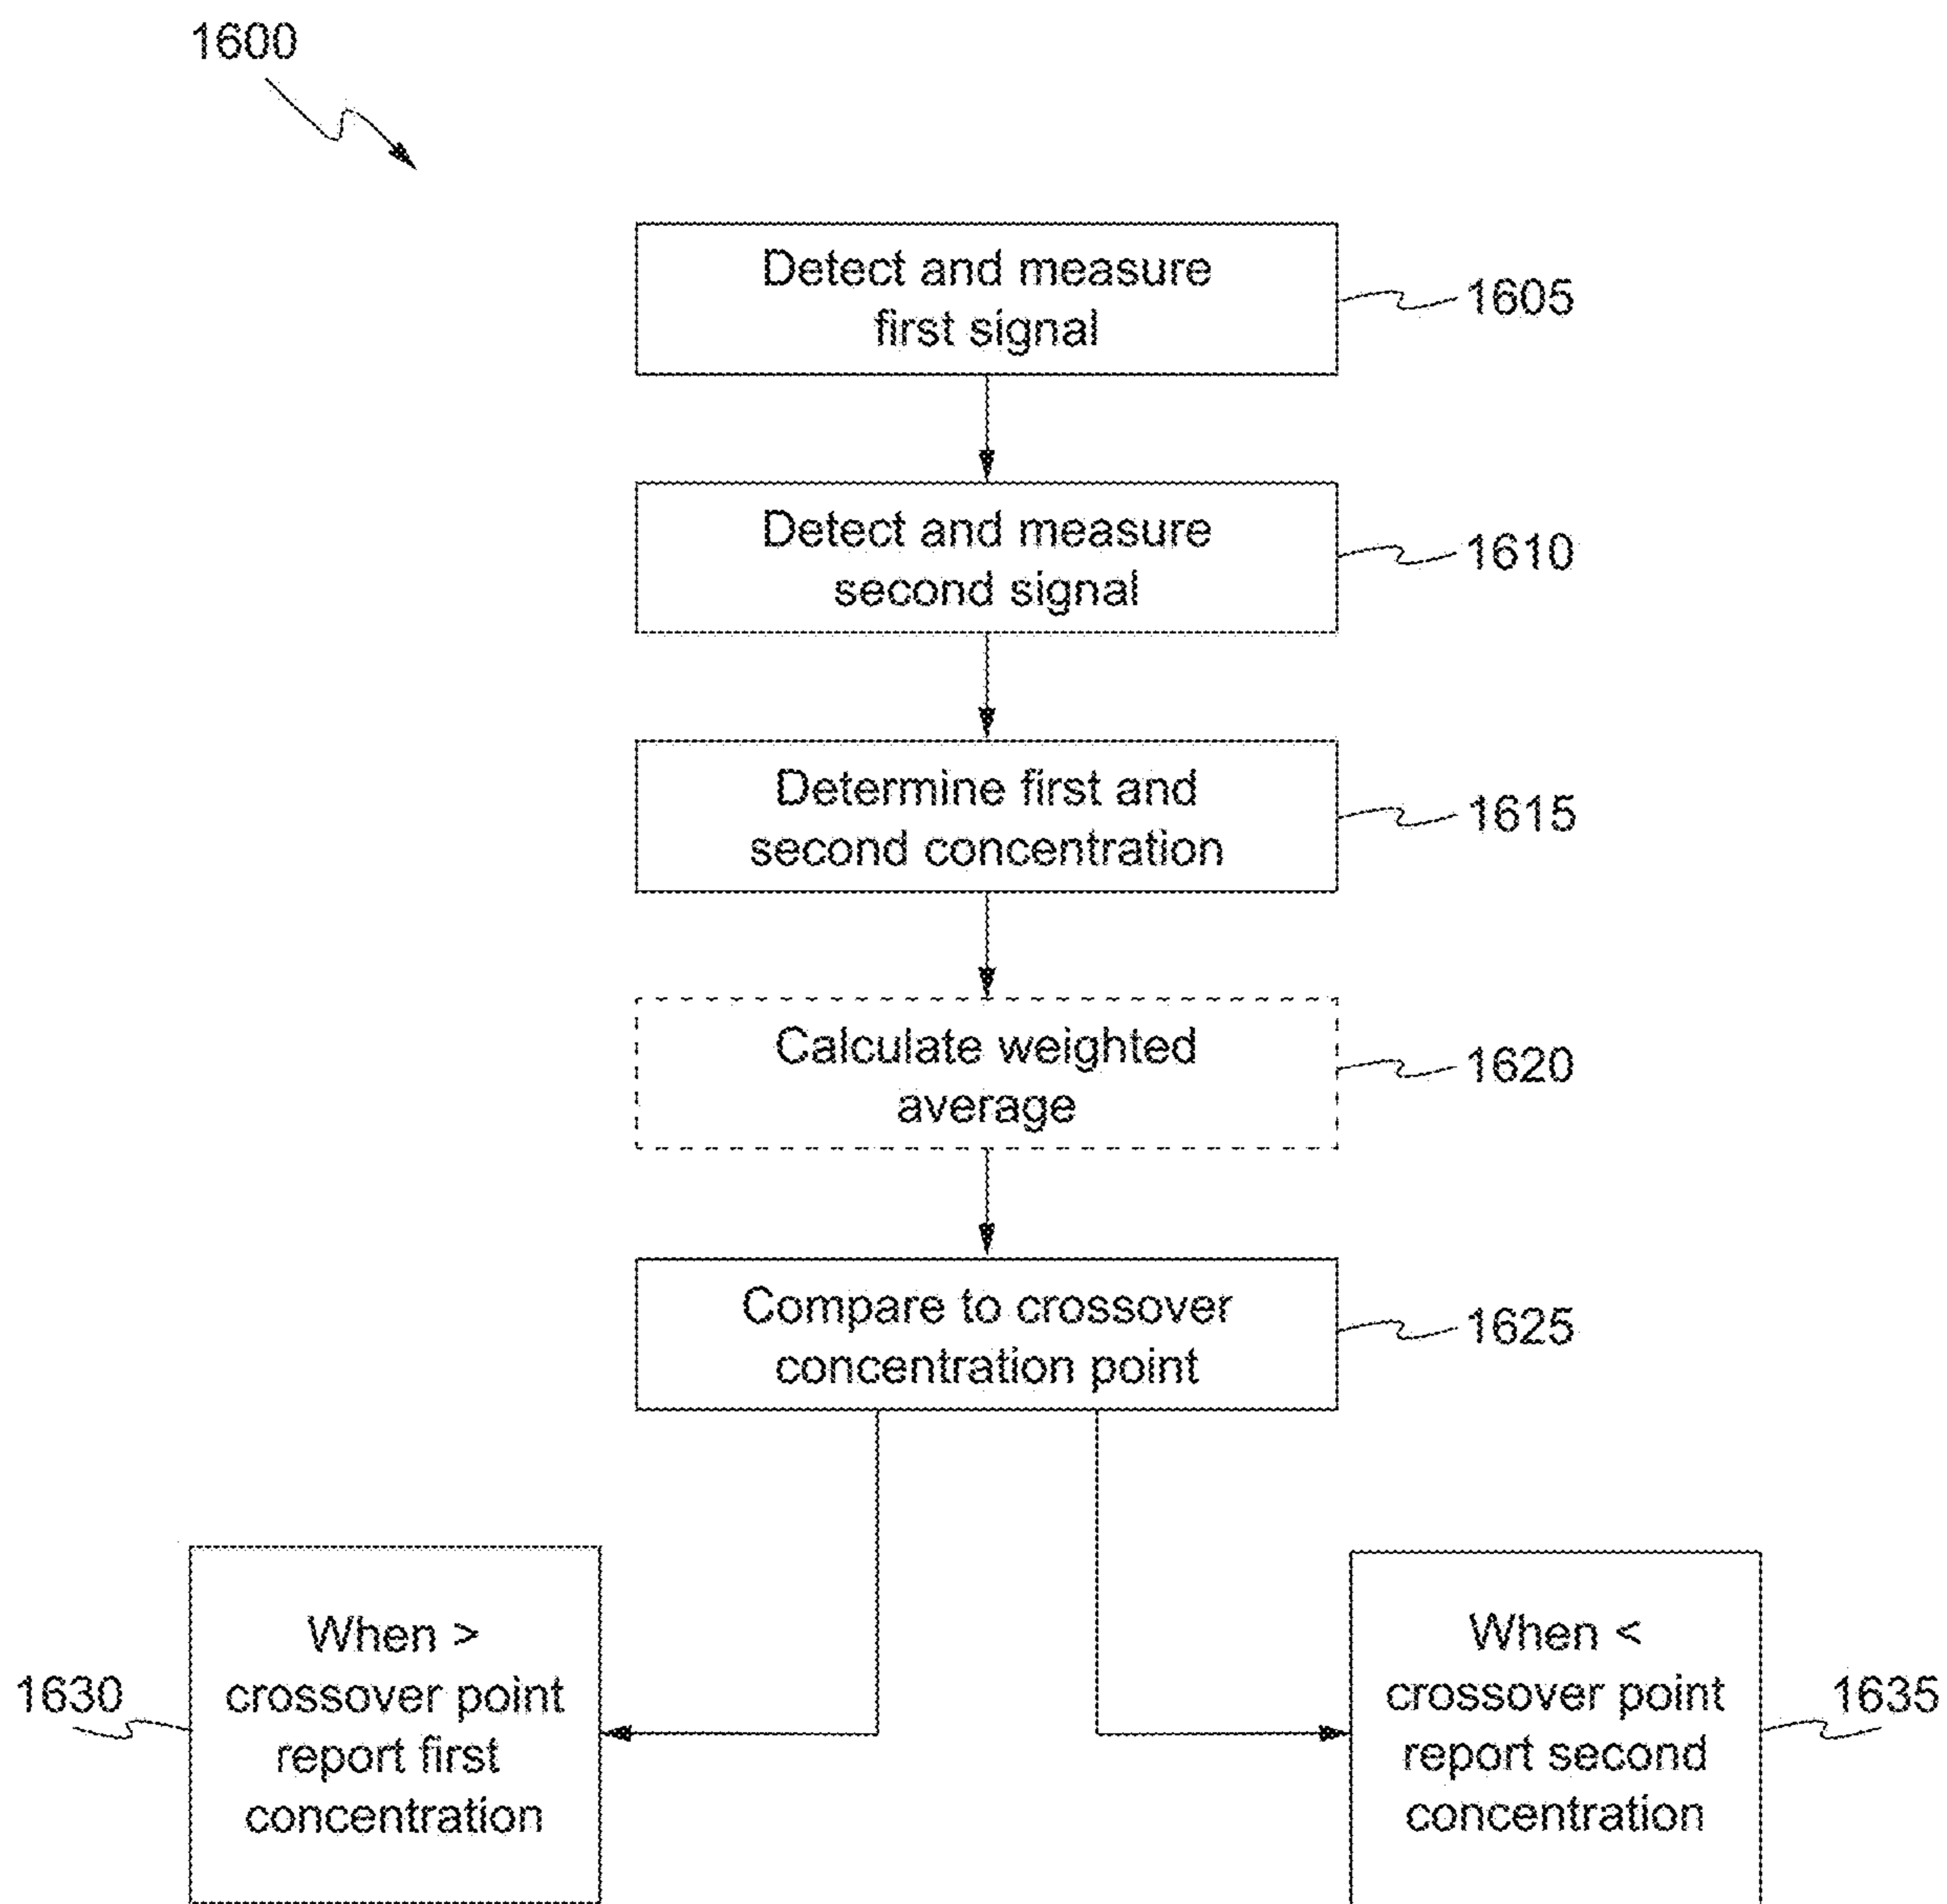 1600
Detect and measure
first signal
1605
Detect and measure
second signal
1610
Determine first and
second concentration
1615
Calculate weighted
average
1620
Compare to crossover
concentration point
1625
When >
crossover point
report first
concentration
1630
When <
crossover point
report second
concentration
1635